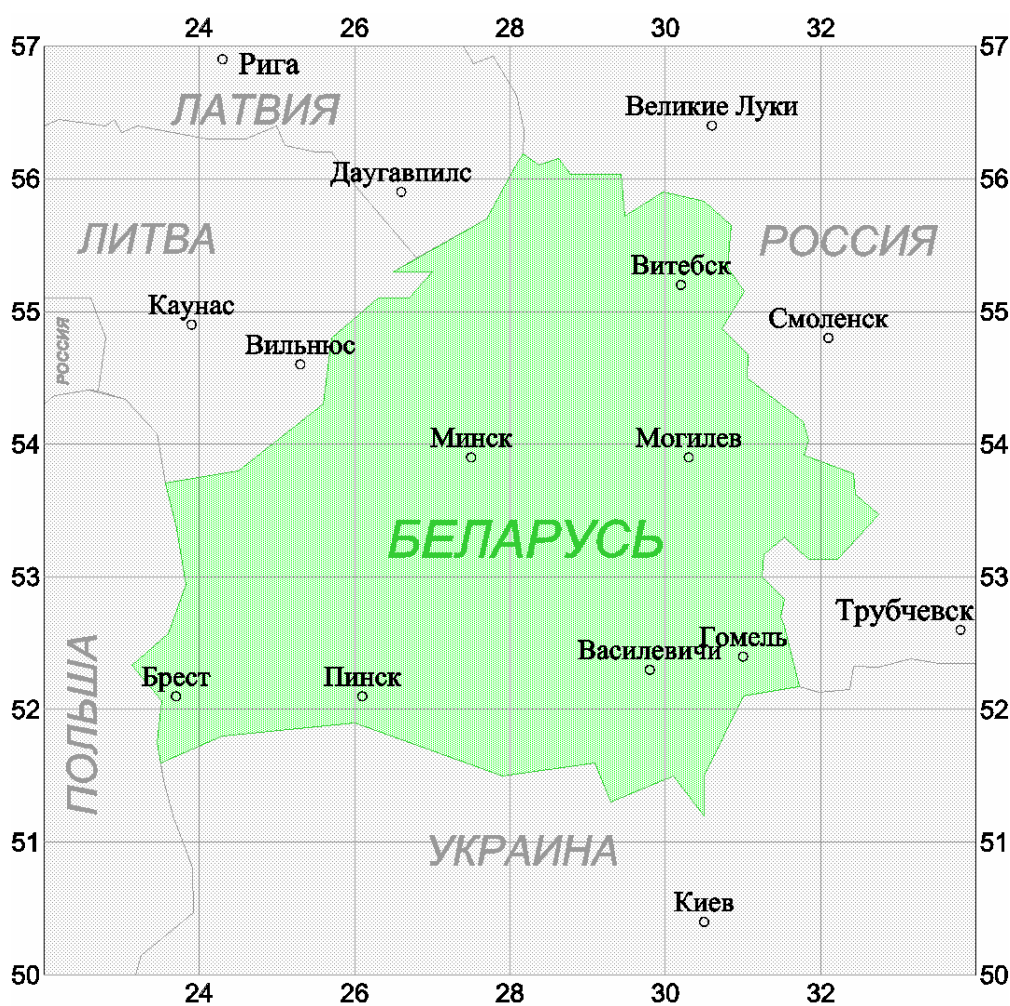 24 26 28 30 32
57 57
Рига
ЛАТВИЯ
Великие Луки
56 56
Даугавпилс
ЛИТВА
РОССИЯ
Витебск
55 55
Каунас
Смоленск
РОССИЯ
Вильнюс
54 54
Минск
Могилев
БЕЛАРУСЬ
53 53
Трубчевск
ПОЛЬША
Гомель
Василевичи
Брест
Пинск
52 52
51 51
УКРАИНА
Киев
50 50
24 26 28 30 32